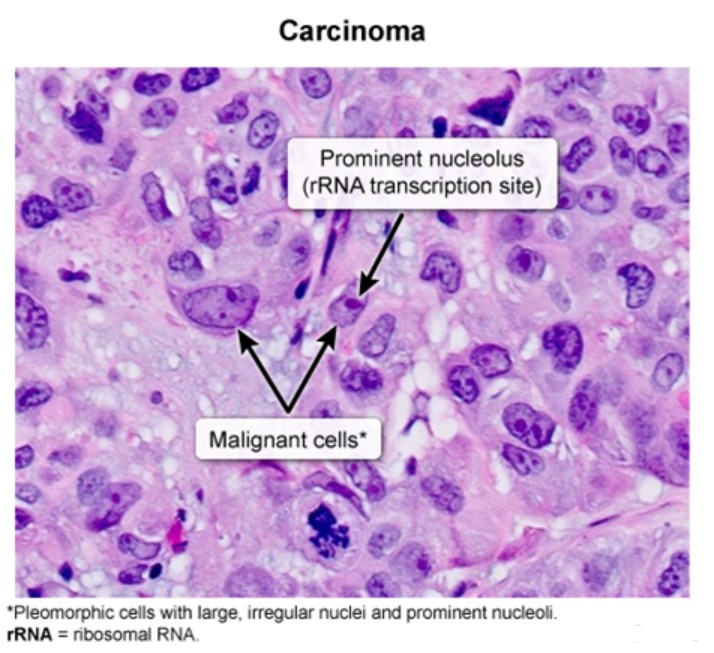 Carcinoma
Prominent nucleolus
(rRNA transcription site)
Malignant cells*
*Pleomorphic cells with large, irregular nuclei and prominent nucleoli.
rRNA = ribosomal RNA.